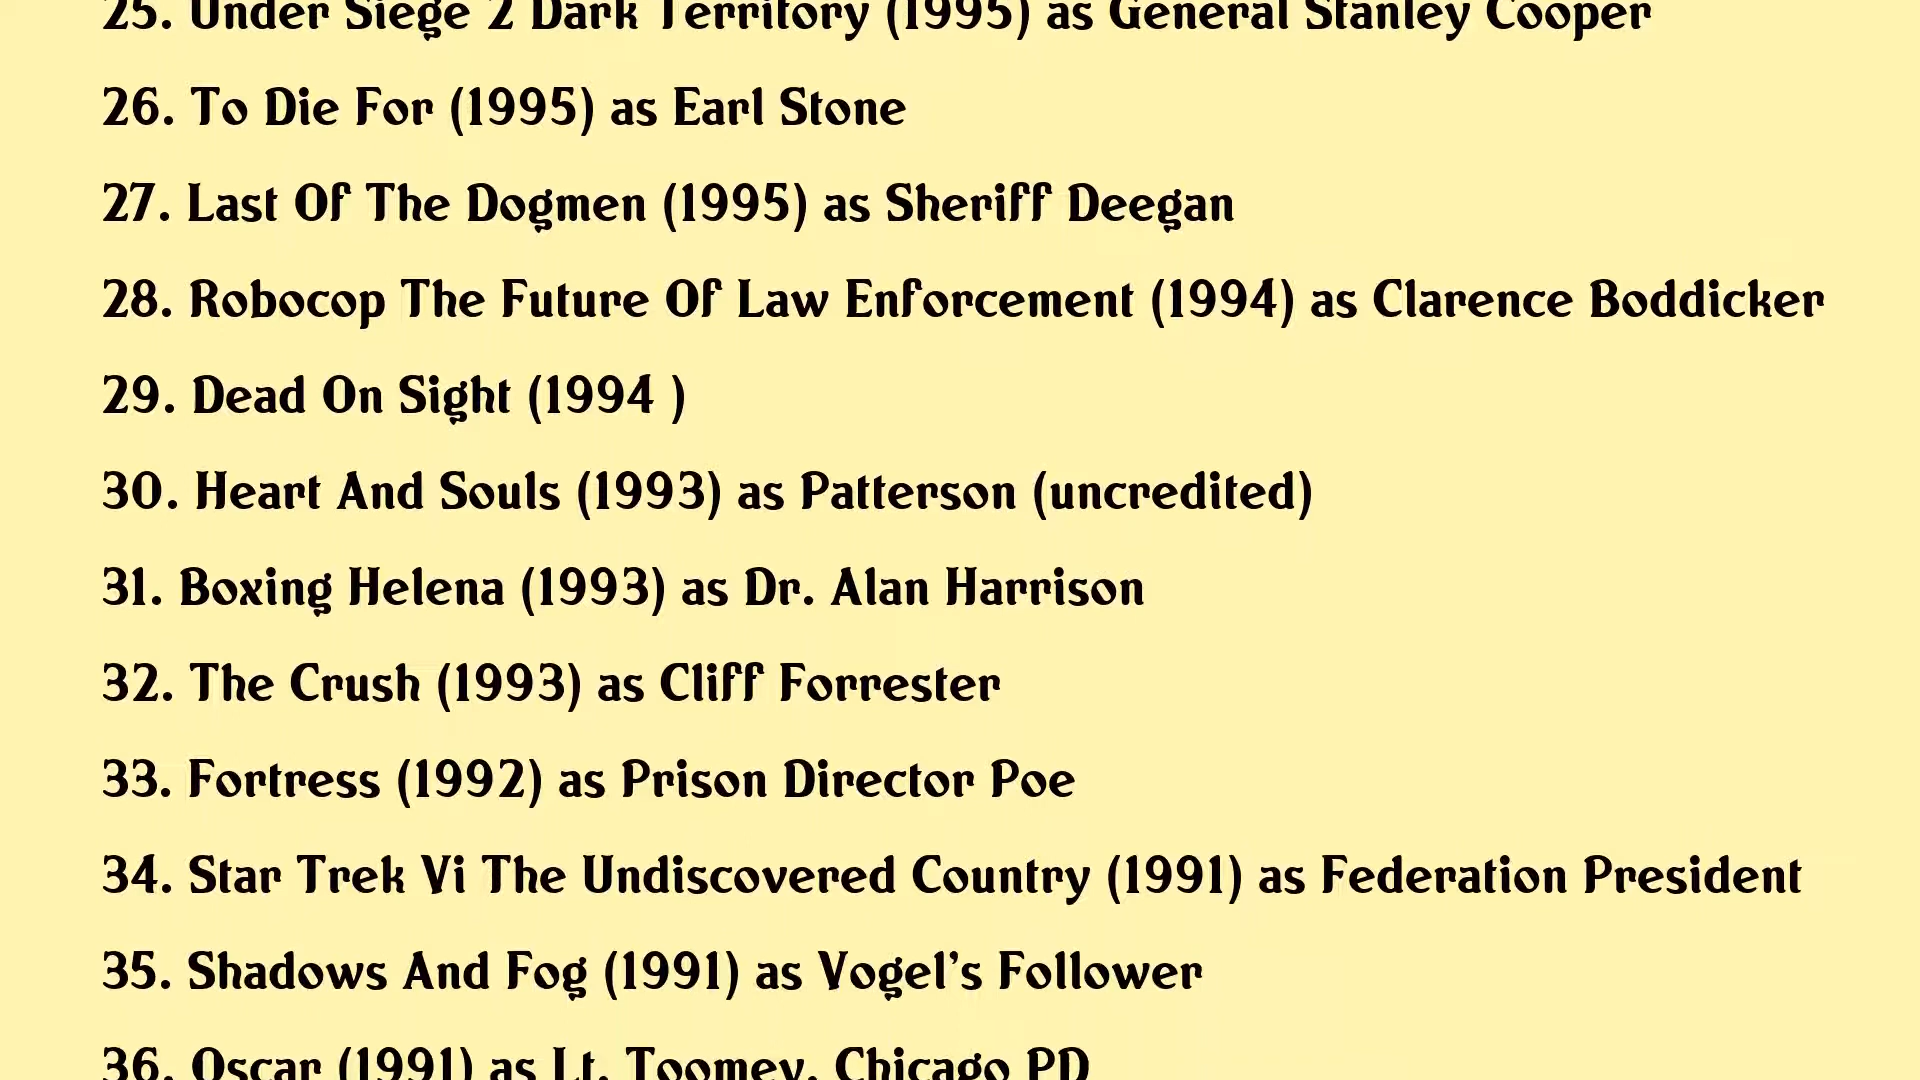 25. Under Siege 2 Dark Territory (1995) as General Stanley Cooper
26. To Die For (1995) as Earl Stone
27. Last Of The Dogmen (1995) as Sheriff Deegan
28. Robocop The Future Of Law Enforcement (1994) as Clarence Boddicker
29. Dead On Sight (1994 )
30. Heart And Souls (1993) as Patterson (uncredited)
31. Boxing Helena (1993) as Dr. Alan Harrison
32. The Crush (1993) as Cliff Forrester
33. Fortress (1992) as Prison Director Poe
34. Star Trek Vi The Undiscovered Country (1991) as Federation President
35. Shadows And Fog (1991) as Vogel's Follower
36. Oscar (1991) as Lt. Toomey, Chicago PD